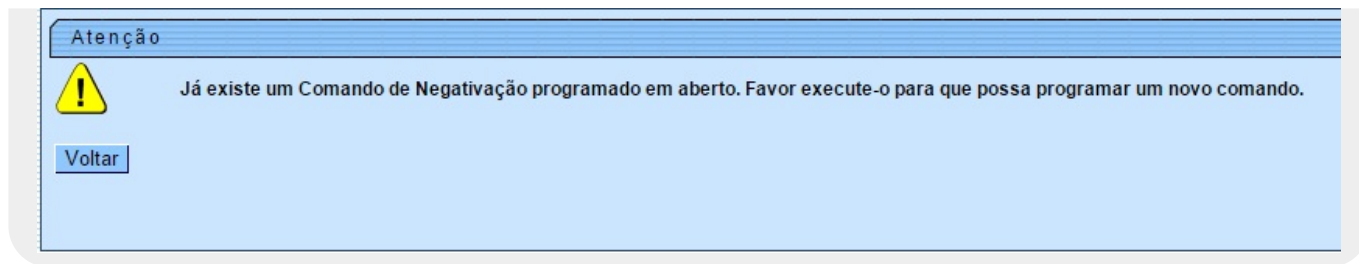 Atenção
Já existe um Comando de Negativação programado em aberto. Favor execute-o para que possa programar um novo comando.
Voltar